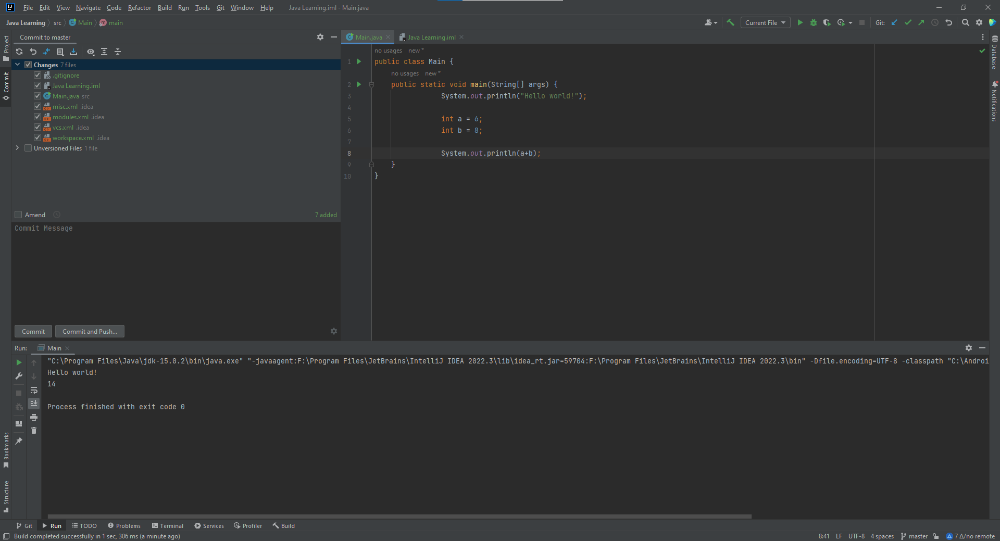 File Edit View Navigate Code Refactor Build Run Tools Git Window Help Java Learning.iml - Main.java
Java Learning src Main main
Current File Git:
Project
Commit
Bookmarks
Structure
Commit to master
Changes 7 files
.gitignore
Java Learning.iml
Main.java src
misc.xml .idea
modules.xml .idea
vcs.xml .idea
workspace.xml .idea
Unversioned Files 1 file
Amend 7 added
Commit Message
Commit Commit and Push...
Main.java Java Learning.iml
no usages new *
1 public class Main {
no usages new *
2 public static void main(String[] args) {
3 System.out.println("Hello world!");
4
5 int a = 6;
6 int b = 8;
7
8 System.out.println(a+b);
9 }
10 }
Database
Notifications
Run: Main
"C:\Program Files\Java\jdk-15.0.2\bin\java.exe" "-javaagent:F:\Program Files\JetBrains\IntelliJ IDEA 2022.3\lib\idea_rt.jar=59704:F:\Program Files\JetBrains\IntelliJ IDEA 2022.3\bin" -Dfile.encoding=UTF-8 -classpath "C:\Androi
Hello world!
14
Process finished with exit code 0
Git Run TODO Problems Terminal Services Profiler Build
Build completed successfully in 1 sec, 306 ms (a minute ago) 8:41 LF UTF-8 4 spaces master 7 Δ/no remote